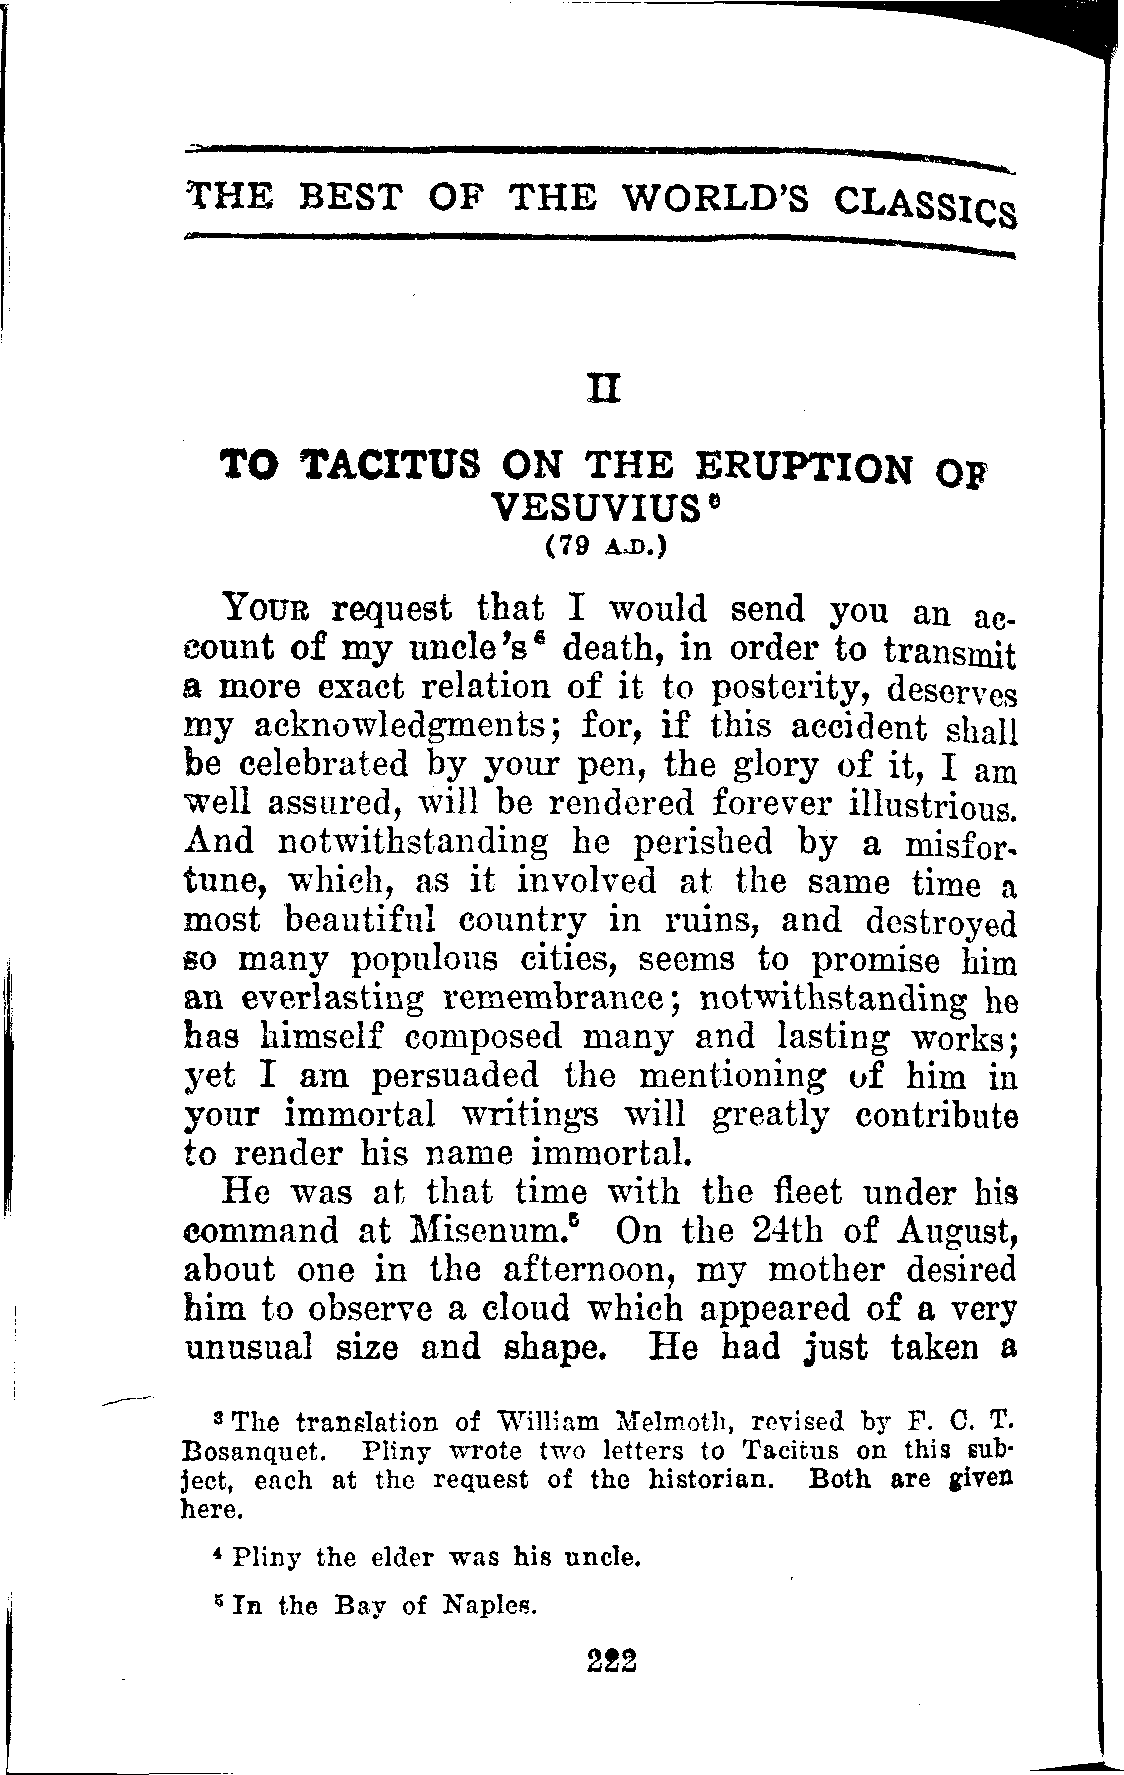 THE BEST OF THE WORLD'S CLASSICS
II
TO TACITUS ON THE ERUPTION OF
VESUVIUS³
(79 A.D.)
YOUR request that I would send you an ac-
count of my uncle's⁴ death, in order to transmit
a more exact relation of it to posterity, deserves
my acknowledgments; for, if this accident shall
be celebrated by your pen, the glory of it, I am
well assured, will be rendered forever illustrious.
And notwithstanding he perished by a misfor-
tune, which, as it involved at the same time a
most beautiful country in ruins, and destroyed
so many populous cities, seems to promise him
an everlasting remembrance; notwithstanding he
has himself composed many and lasting works;
yet I am persuaded the mentioning of him in
your immortal writings will greatly contribute
to render his name immortal.
He was at that time with the fleet under his
command at Misenum.⁵ On the 24th of August,
about one in the afternoon, my mother desired
him to observe a cloud which appeared of a very
unusual size and shape. He had just taken a
³ The translation of William Melmoth, revised by F. C. T.
Bosanquet. Pliny wrote two letters to Tacitus on this sub-
ject, each at the request of the historian. Both are given
here.
⁴ Pliny the elder was his uncle.
⁵ In the Bay of Naples.
222